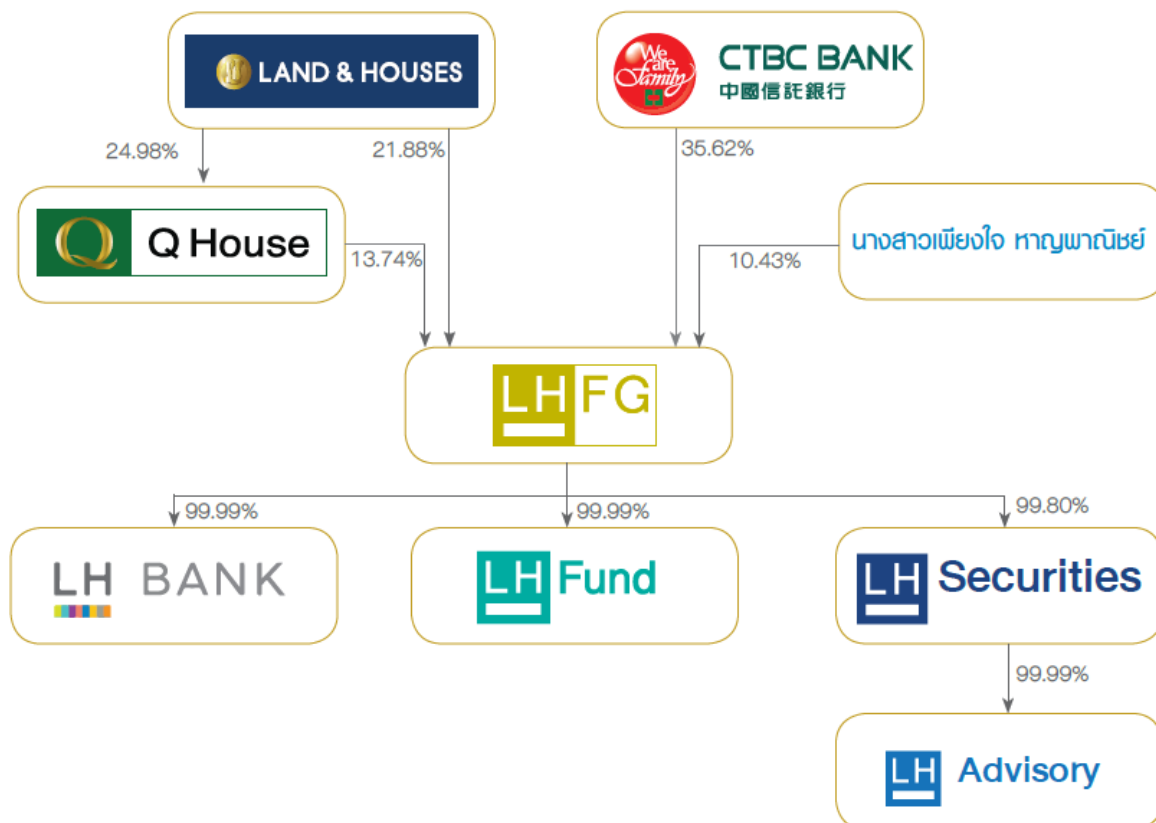 LAND & HOUSES
We are Family
CTBC BANK
中國信託銀行
24.98%
21.88%
35.62%
Q Q House
นางสาวเพียงใจ หาญพาณิชย์
13.74%
10.43%
LH FG
99.99%
99.99%
99.80%
LH BANK
LH Fund
LH Securities
99.99%
LH Advisory